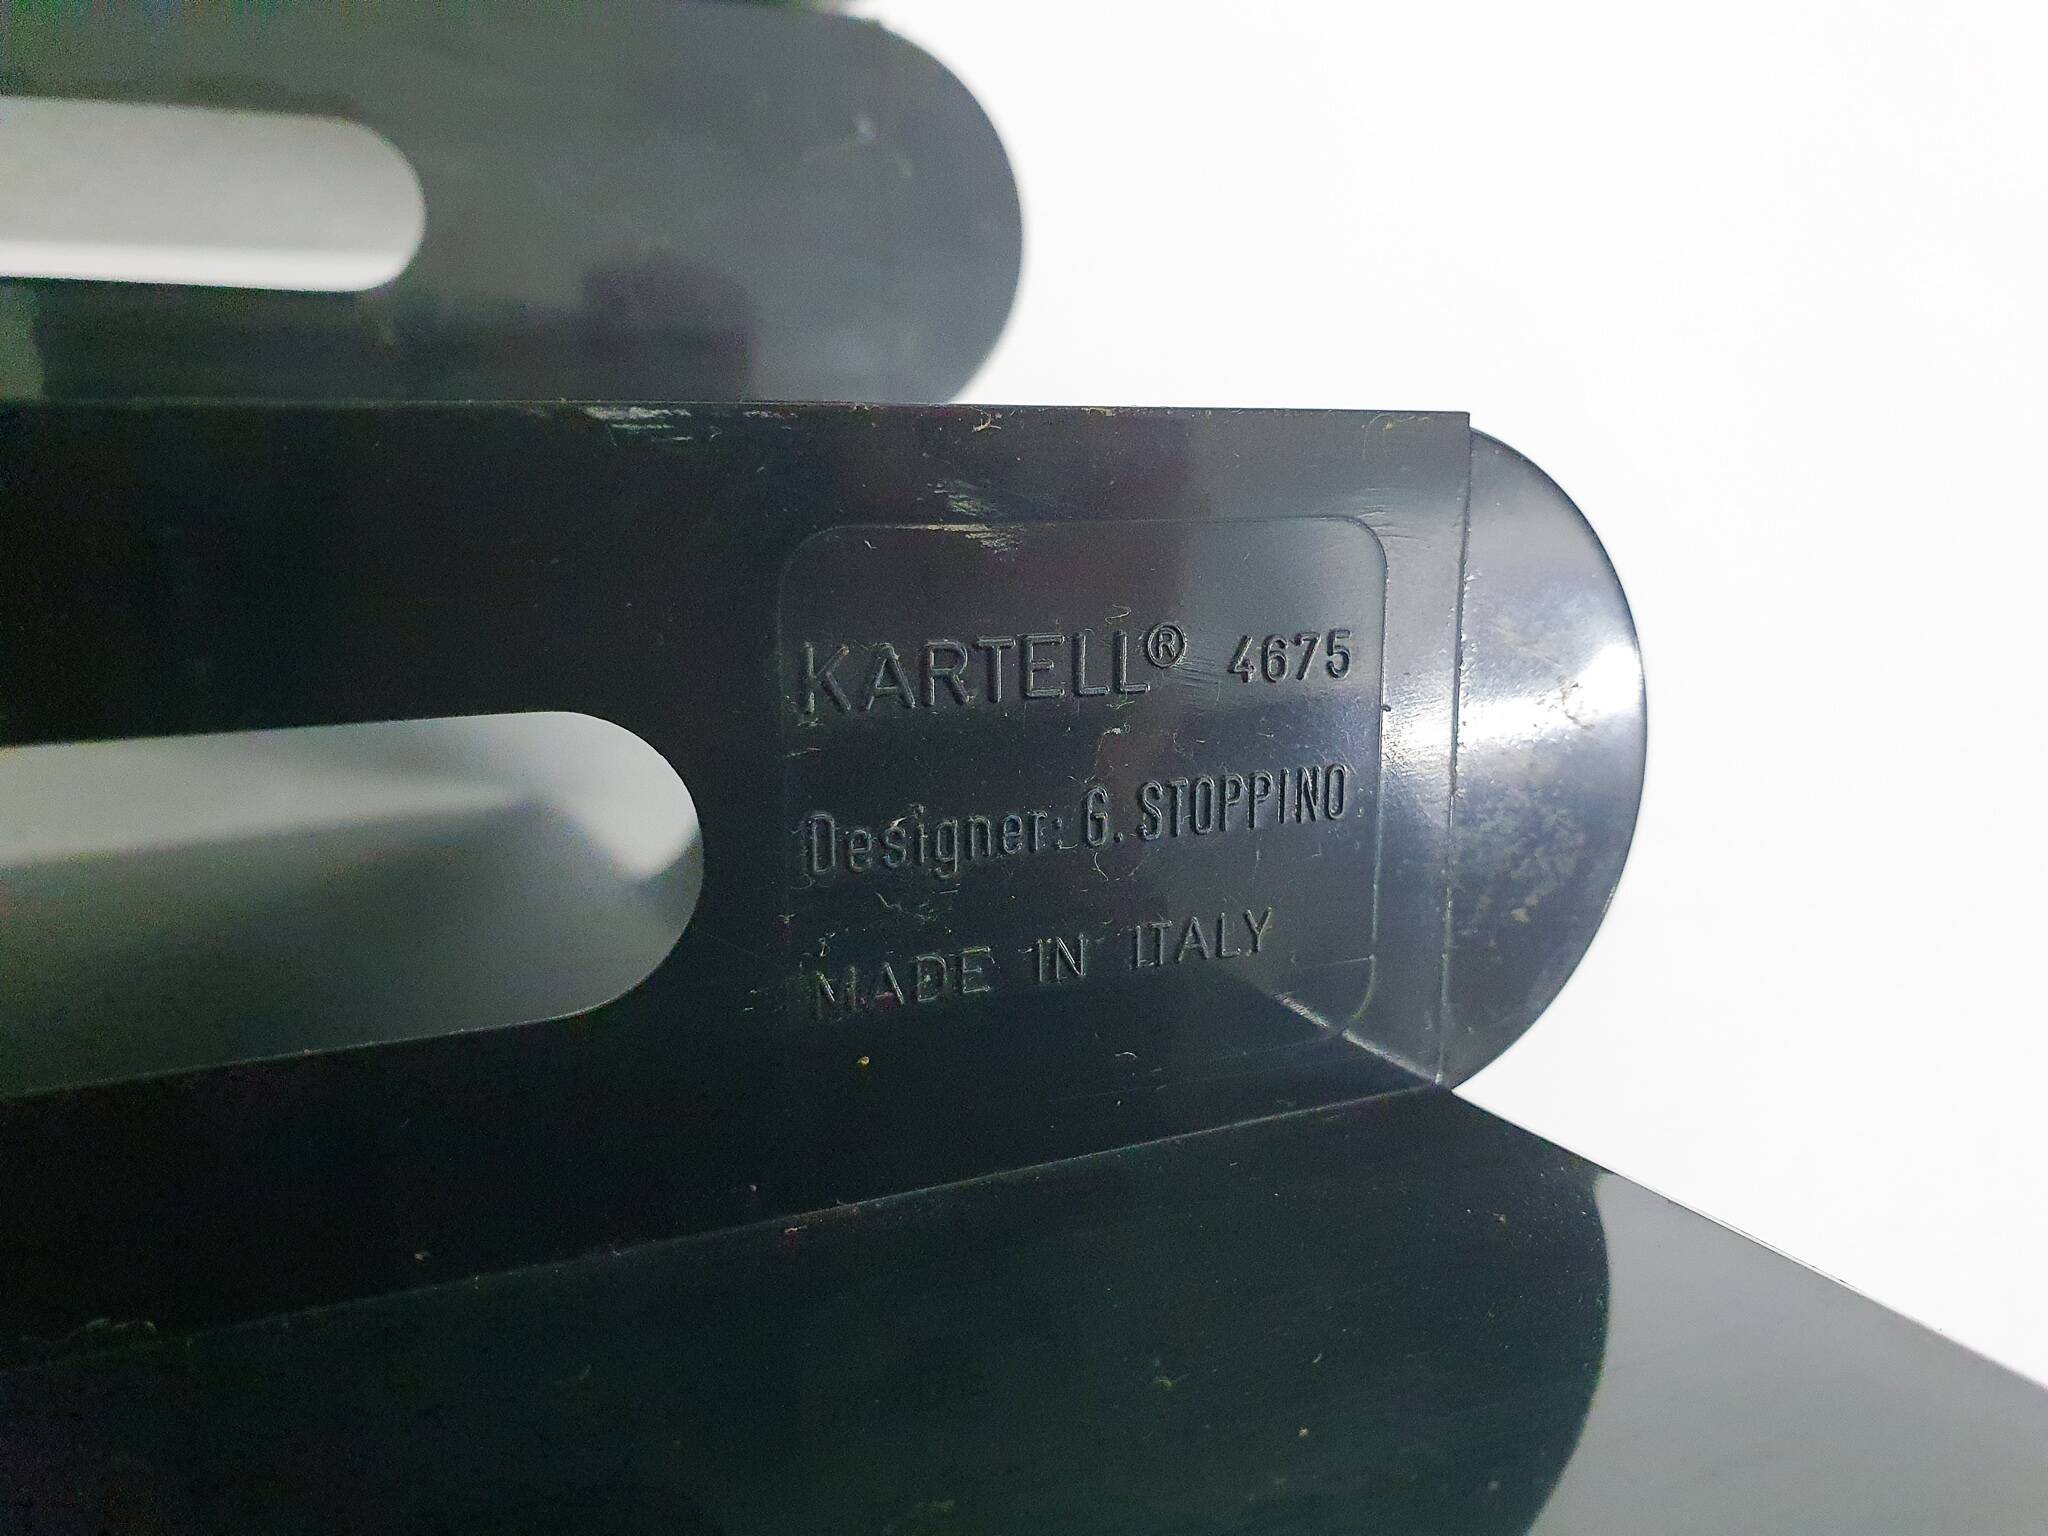 KARTELL® 4675
Designer: G. STOPPINO
MADE IN ITALY